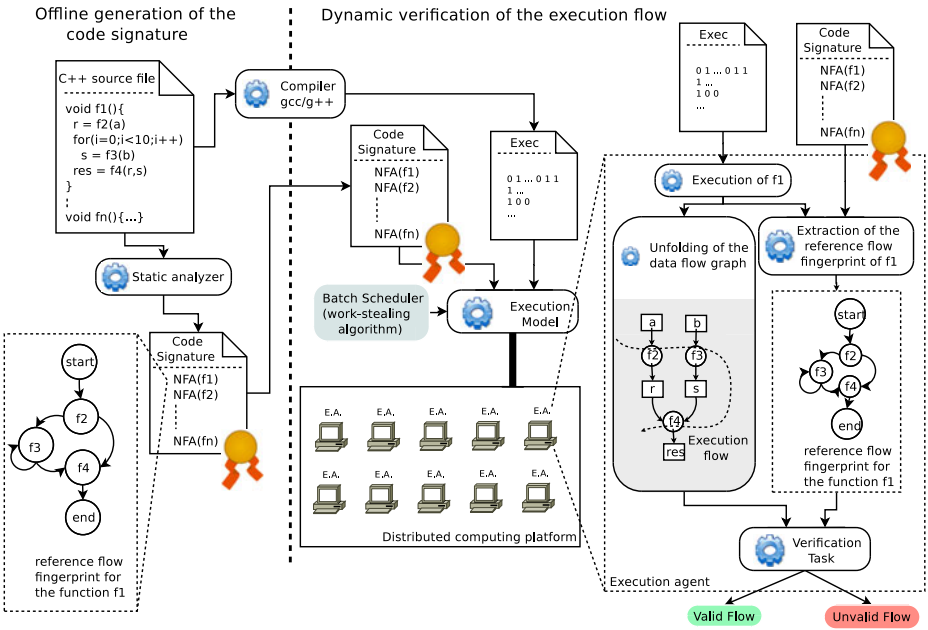 Offline generation of the
code signature
Dynamic verification of the execution flow
C++ source file
void f1(){
r = f2(a)
for(i=0;i<10;i++)
s = f3(b)
res = f4(r,s)
}
void fn(){...}
Compiler
gcc/g++
Static analyzer
Code
Signature
NFA(f1)
NFA(f2)
NFA(fn)
start
f2
f3
f4
end
reference flow
fingerprint for
the function f1
Code
Signature
NFA(f1)
NFA(f2)
NFA(fn)
Exec
0 1 ... 0 1 1
1 ...
1 0 0
...
Batch Scheduler
(work-stealing
algorithm)
Execution
Model
E.A. E.A. E.A. E.A. E.A.
E.A. E.A. E.A. E.A. E.A.
Distributed computing platform
Exec
0 1 ... 0 1 1
1 ...
1 0 0
...
Code
Signature
NFA(f1)
NFA(f2)
NFA(fn)
Execution of f1
Unfolding of the
data flow graph
Extraction of the
reference flow
fingerprint of f1
a b
f2 f3
r s
f4
res
Execution
flow
start
f2
f3
f4
end
reference flow
fingerprint for
the function f1
Verification
Task
Execution agent
Valid Flow
Unvalid Flow